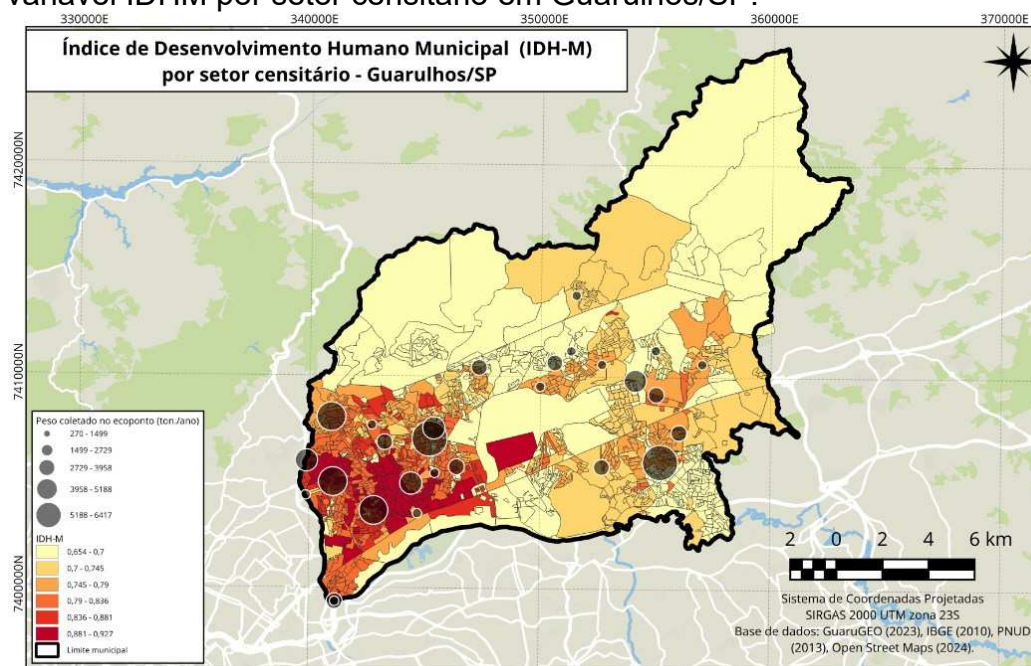 variável IDHM por setor censitário em Guarulhos/SP.
330000E
340000E
350000E
360000E
370000E
Índice de Desenvolvimento Humano Municipal (IDH-M)
por setor censitário - Guarulhos/SP
7420000N
7410000N
7400000N
Peso coletado no ecoponto (ton./ano)
270 - 1499
1499 - 2729
2729 - 3958
3958 - 5188
5188 - 6417
IDH-M
0,654 - 0,7
0,7 - 0,745
0,745 - 0,79
0,79 - 0,836
0,836 - 0,881
0,881 - 0,927
Limite municipal
2 0 2 4 6 km
Sistema de Coordenadas Projetadas
SIRGAS 2000 UTM zona 23S
Base de dados: GuaruGEO (2023), IBGE (2010), PNUD
(2013), Open Street Maps (2024).